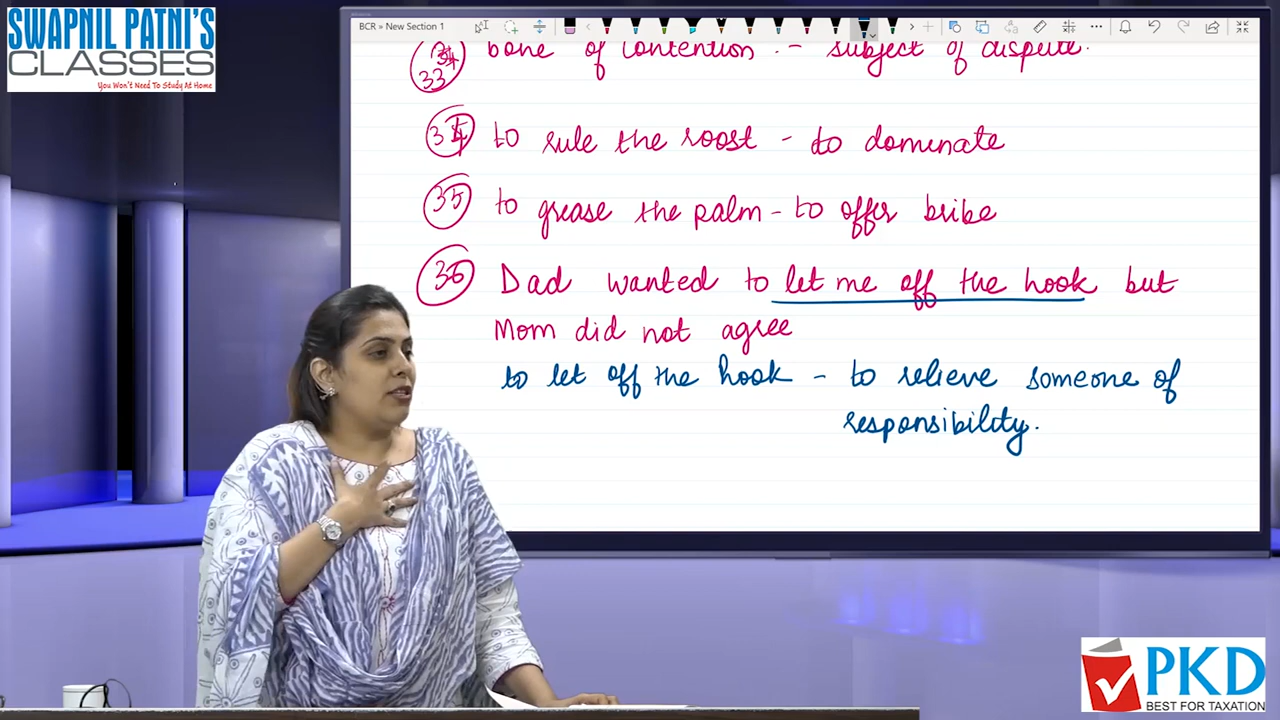 SWAPNIL PATNI'S
CLASSES
You Won't Need To Study At Home
BCR » New Section 1
33 bone of contention - subject of dispute.
34 to rule the roost - to dominate
35 to grease the palm - to offer bribe
36 Dad wanted to let me off the hook but
Mom did not agree
to let off the hook - to relieve someone of
responsibility.
PKD
BEST FOR TAXATION